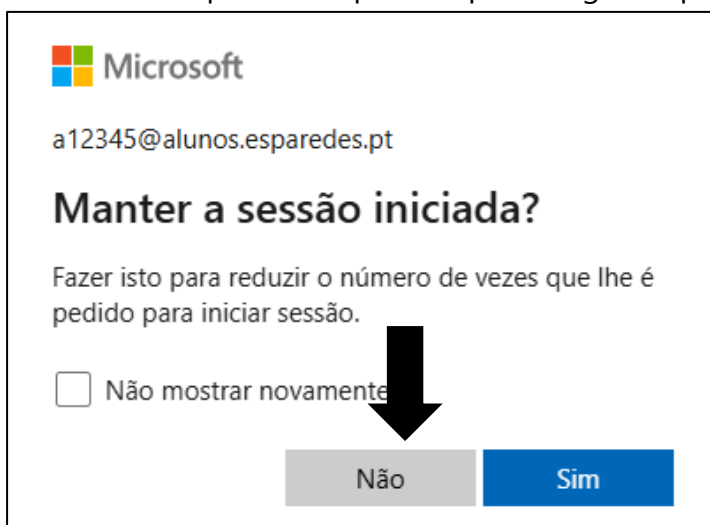 Microsoft
a12345@alunos.esparedes.pt
Manter a sessão iniciada?
Fazer isto para reduzir o número de vezes que lhe é
pedido para iniciar sessão.
Não mostrar novamente
Não
Sim